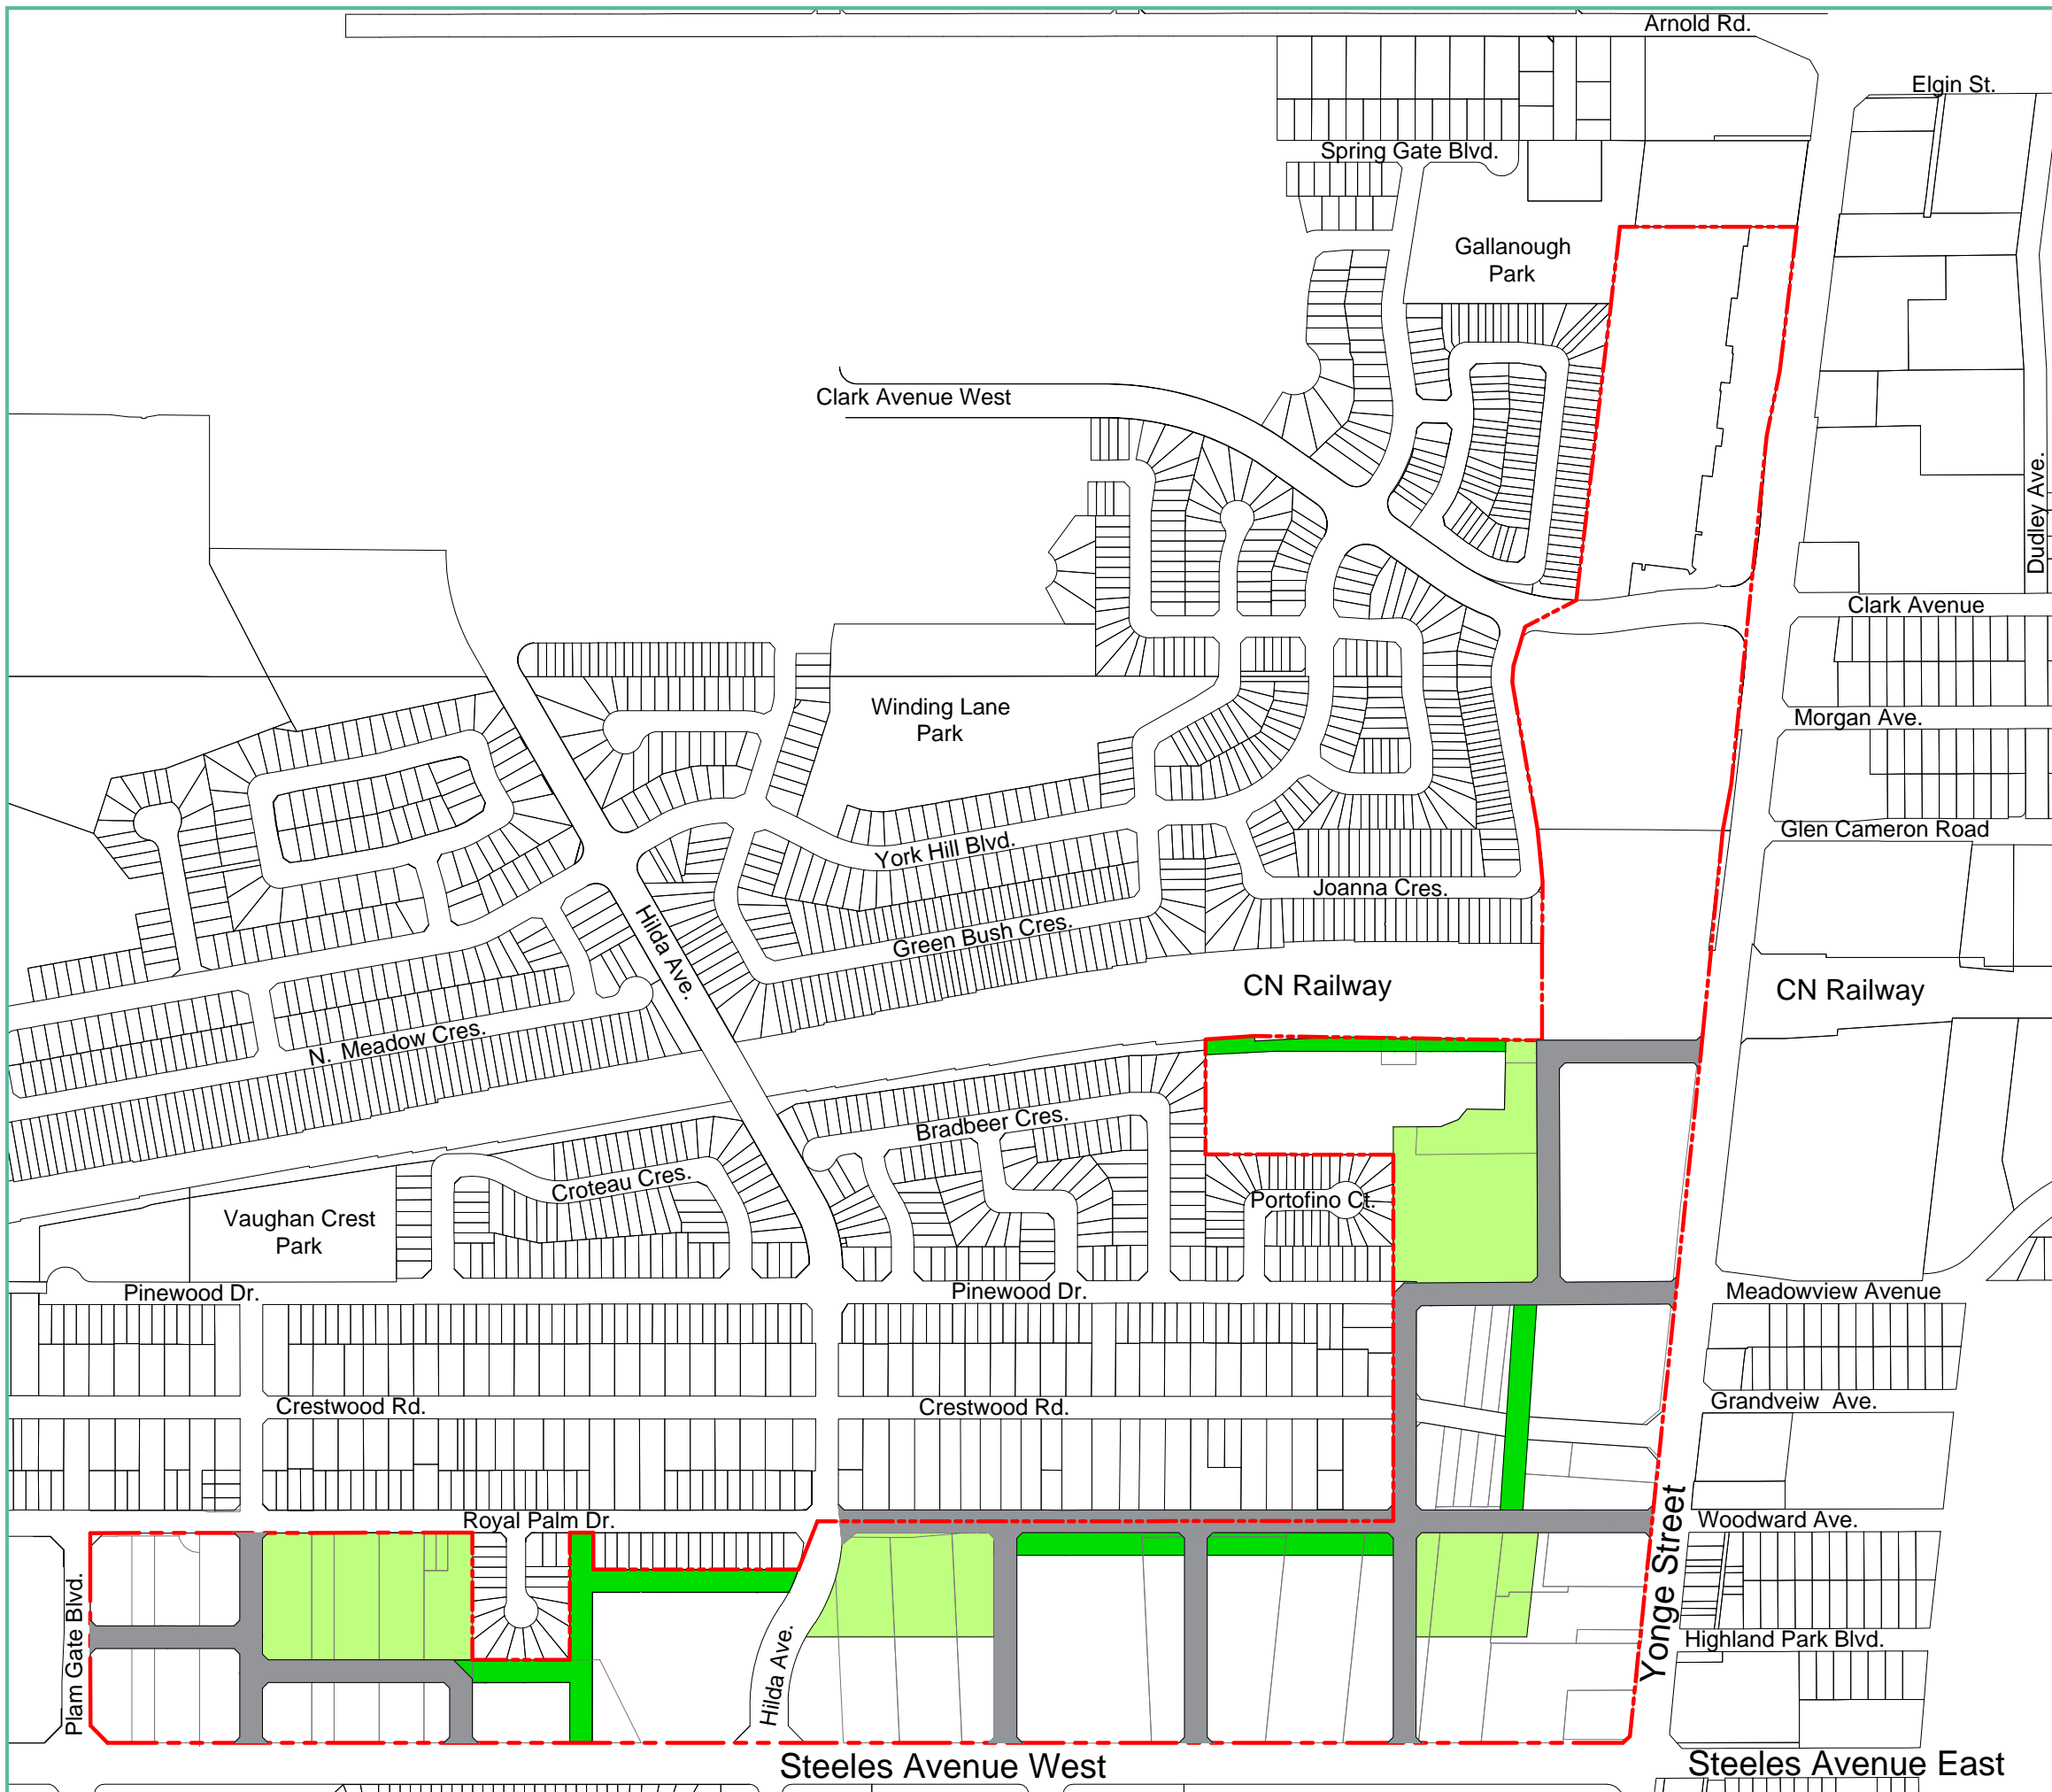 Arnold Rd.
Elgin St.
Spring Gate Blvd.
Gallanough
Park
Clark Avenue West
Dudley Ave.
Clark Avenue
Winding Lane
Park
Morgan Ave.
Glen Cameron Road
York Hill Blvd.
Joanna Cres.
Hilda Ave.
Green Bush Cres.
CN Railway
CN Railway
N. Meadow Cres.
Bradbeer Cres.
Croteau Cres.
Portofino Ct.
Vaughan Crest
Park
Pinewood Dr.
Pinewood Dr.
Meadowview Avenue
Crestwood Rd.
Crestwood Rd.
Grandveiw Ave.
Royal Palm Dr.
Woodward Ave.
Yonge Street
Plam Gate Blvd.
Hilda Ave.
Highland Park Blvd.
Steeles Avenue West
Steeles Avenue East